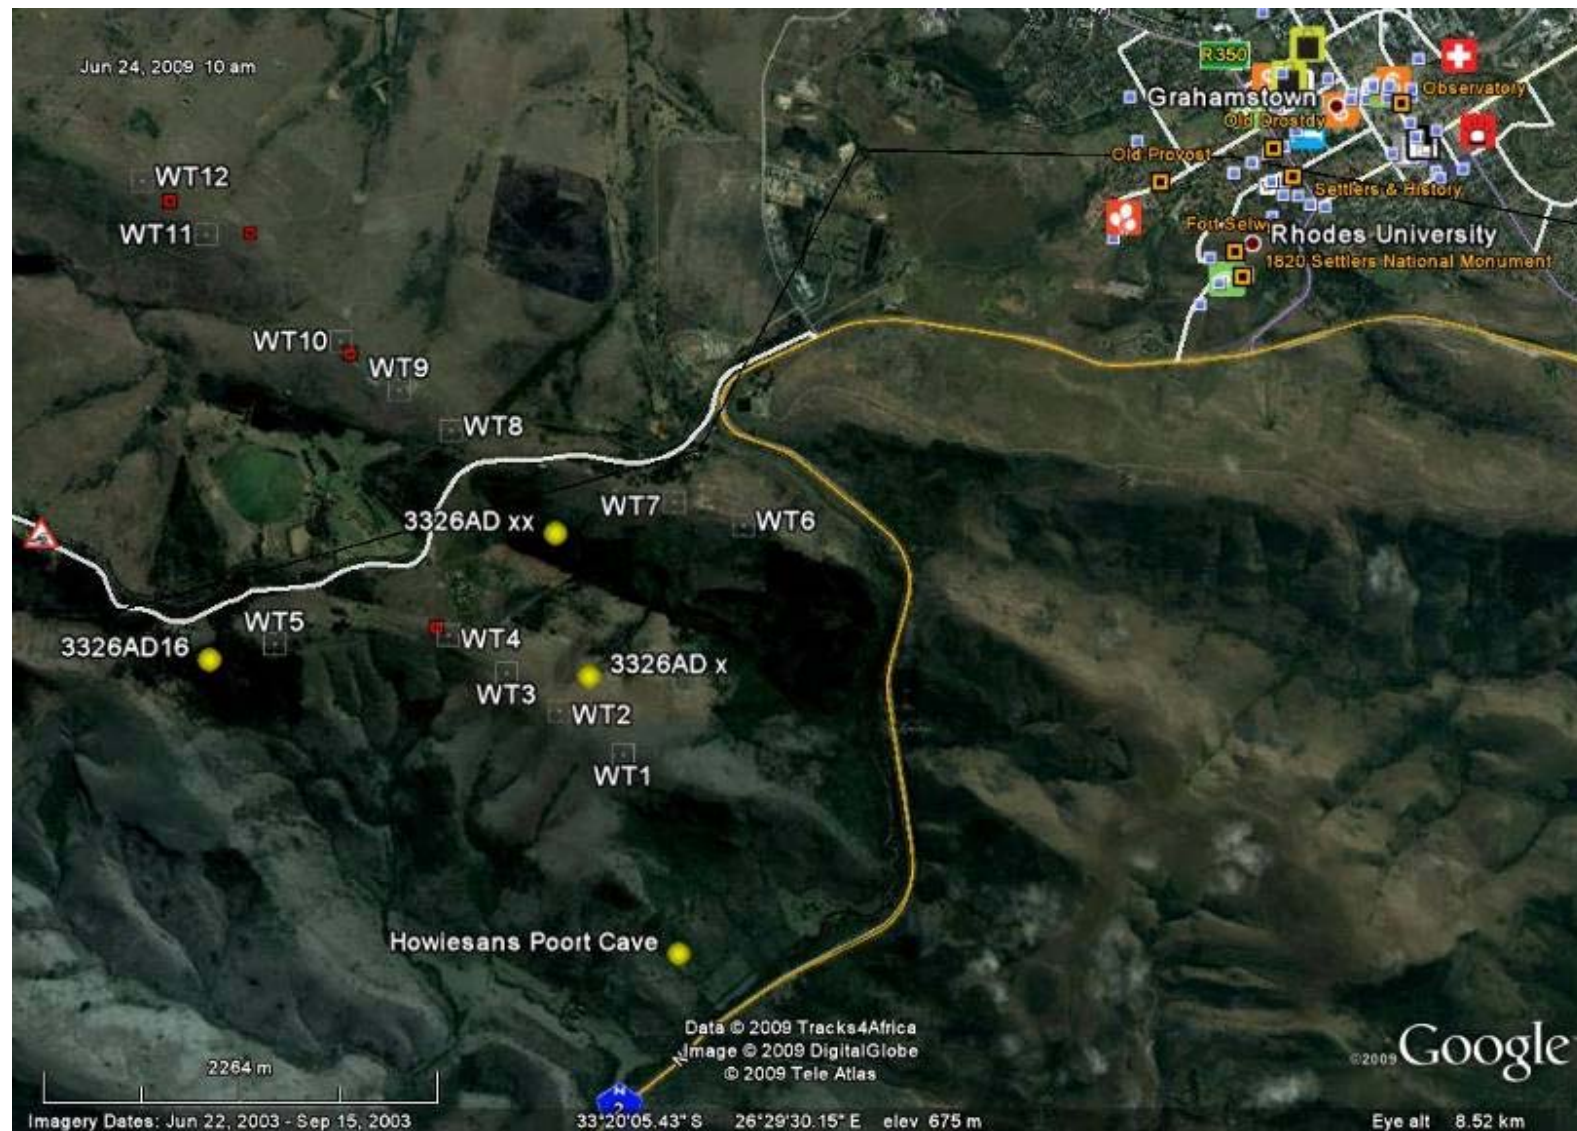 Jun 24, 2009 10 am
R350
Grahamstown
Observatory
Old Drostdy
Old Provost
Settlers & History
Fort Selw
Rhodes University
1820 Settlers National Monument
WT12
WT11
WT10
WT9
WT8
WT7
WT6
3326AD xx
WT5
WT4
3326AD16
3326AD x
WT3
WT2
WT1
Howiesans Poort Cave
Data © 2009 Tracks4Africa
Image © 2009 DigitalGlobe
© 2009 Tele Atlas
©2009 Google
2264 m
N
N
2
Imagery Dates: Jun 22, 2003 - Sep 15, 2003
33°20'05.43" S 26°29'30.15" E elev 675 m
Eye alt 8.52 km